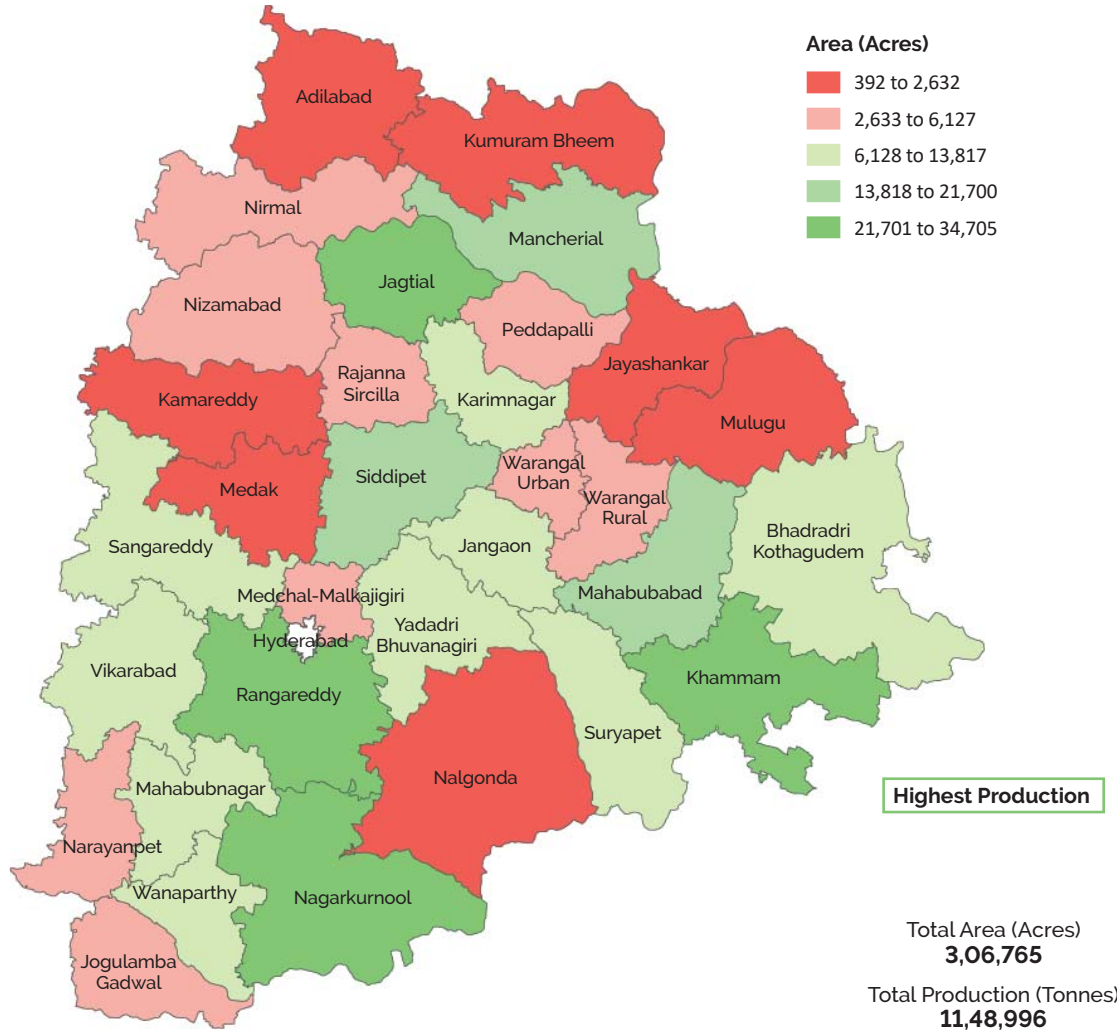 Area (Acres)
392 to 2,632
2,633 to 6,127
6,128 to 13,817
13,818 to 21,700
21,701 to 34,705
Adilabad
Kumuram Bheem
Nirmal
Mancherial
Jagtial
Nizamabad
Peddapalli
Rajanna
Sircilla
Jayashankar
Kamareddy
Karimnagar
Mulugu
Warangal
Urban
Siddipet
Medak
Warangal
Rural
Bhadradri
Kothagudem
Sangareddy
Jangaon
Medchal-Malkajigiri
Mahabubabad
Yadadri
Bhuvanagiri
Hyderabad
Vikarabad
Rangareddy
Khammam
Suryapet
Nalgonda
Mahabubnagar
Highest Production
Narayanpet
Wanaparthy
Nagarkurnool
Jogulamba
Gadwal
Total Area (Acres)
3,06,765
Total Production (Tonnes)
11,48,996